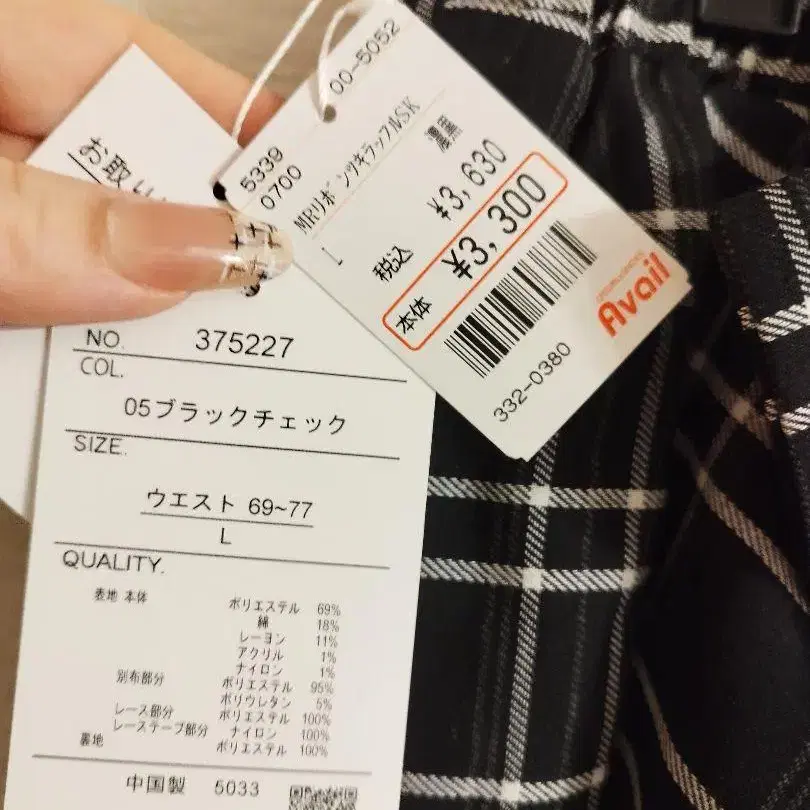 00-5052
5339
0700
MRリボンツキラップルSK
濃黒
L
¥3,630
税込
本体 ¥3,300
332-0380
Avail
お取り
NO. 375227
COL.
05ブラックチェック
SIZE.
ウエスト 69~77
L
QUALITY.
表地 本体 ポリエステル 69%
綿 18%
レーヨン 11%
アクリル 1%
ナイロン 1%
別布部分 ポリエステル 95%
ポリウレタン 5%
レース部分 ポリエステル 100%
レーステープ部分 ナイロン 100%
裏地 ポリエステル 100%
中国製 5033